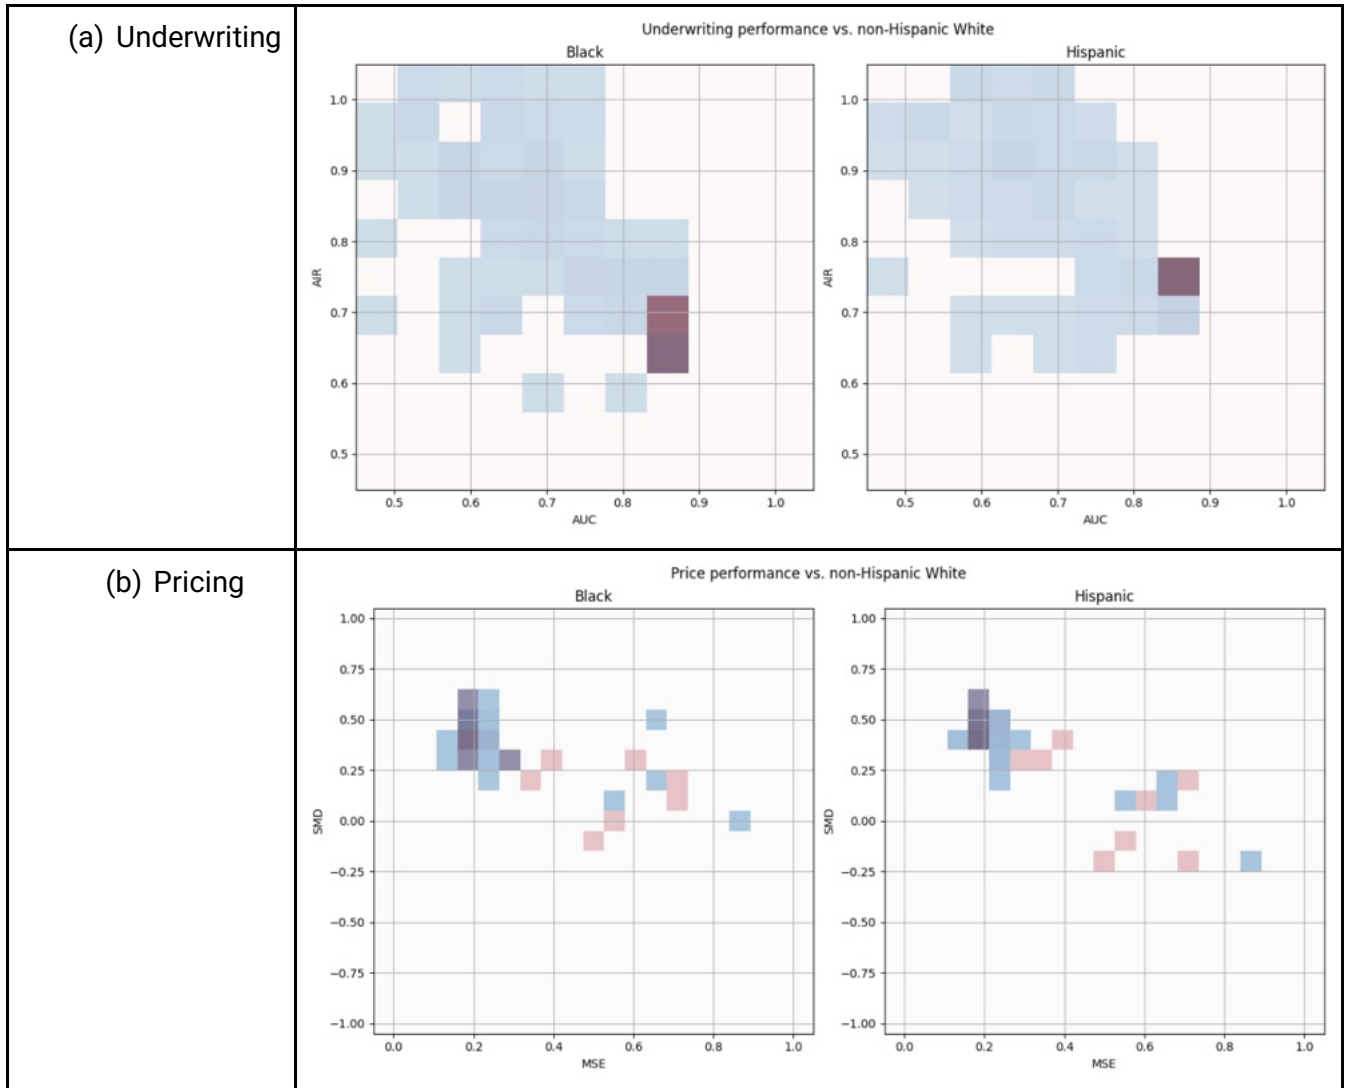 (a) Underwriting
Underwriting performance vs. non-Hispanic White
Black
Hispanic
1.0
0.9
0.8
0.7
0.6
0.5
AIR
0.5 0.6 0.7 0.8 0.9 1.0
AUC
1.0
0.9
0.8
0.7
0.6
0.5
AIR
0.5 0.6 0.7 0.8 0.9 1.0
AUC
(b) Pricing
Price performance vs. non-Hispanic White
Black
Hispanic
1.00
0.75
0.50
0.25
0.00
−0.25
−0.50
−0.75
−1.00
SMD
0.0 0.2 0.4 0.6 0.8 1.0
MSE
1.00
0.75
0.50
0.25
0.00
−0.25
−0.50
−0.75
−1.00
SMD
0.0 0.2 0.4 0.6 0.8 1.0
MSE